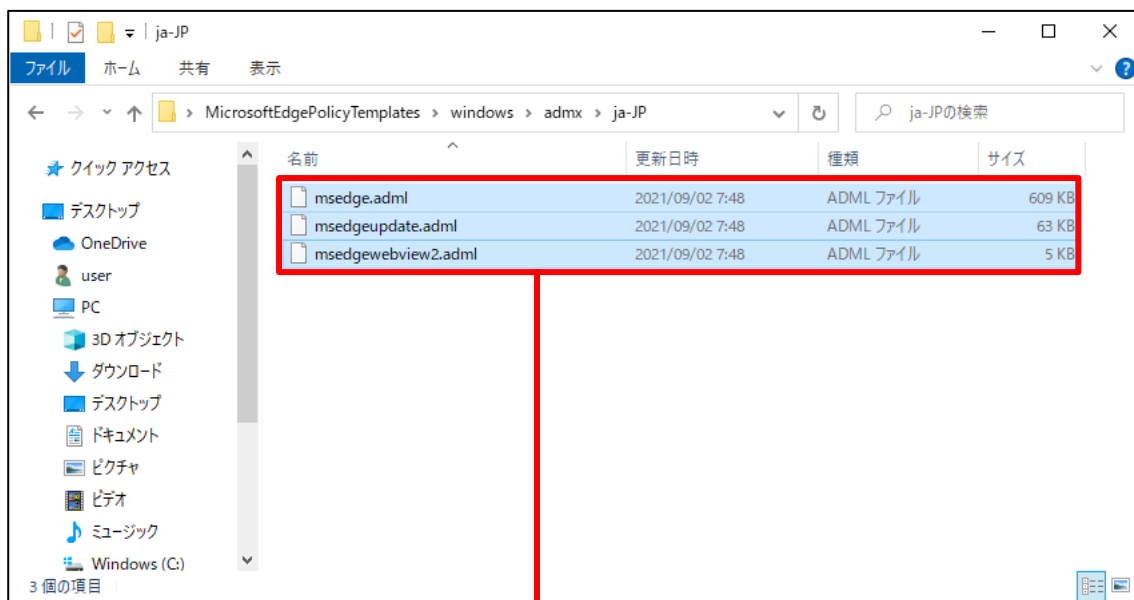 ja-JP
ファイル ホーム 共有 表示
MicrosoftEdgePolicyTemplates › windows › admx › ja-JP
ja-JPの検索
名前 更新日時 種類 サイズ
msedge.adml 2021/09/02 7:48 ADML ファイル 609 KB
msedgeupdate.adml 2021/09/02 7:48 ADML ファイル 63 KB
msedgewebview2.adml 2021/09/02 7:48 ADML ファイル 5 KB
クイック アクセス
デスクトップ
OneDrive
user
PC
3D オブジェクト
ダウンロード
デスクトップ
ドキュメント
ピクチャ
ビデオ
ミュージック
Windows (C:)
3 個の項目